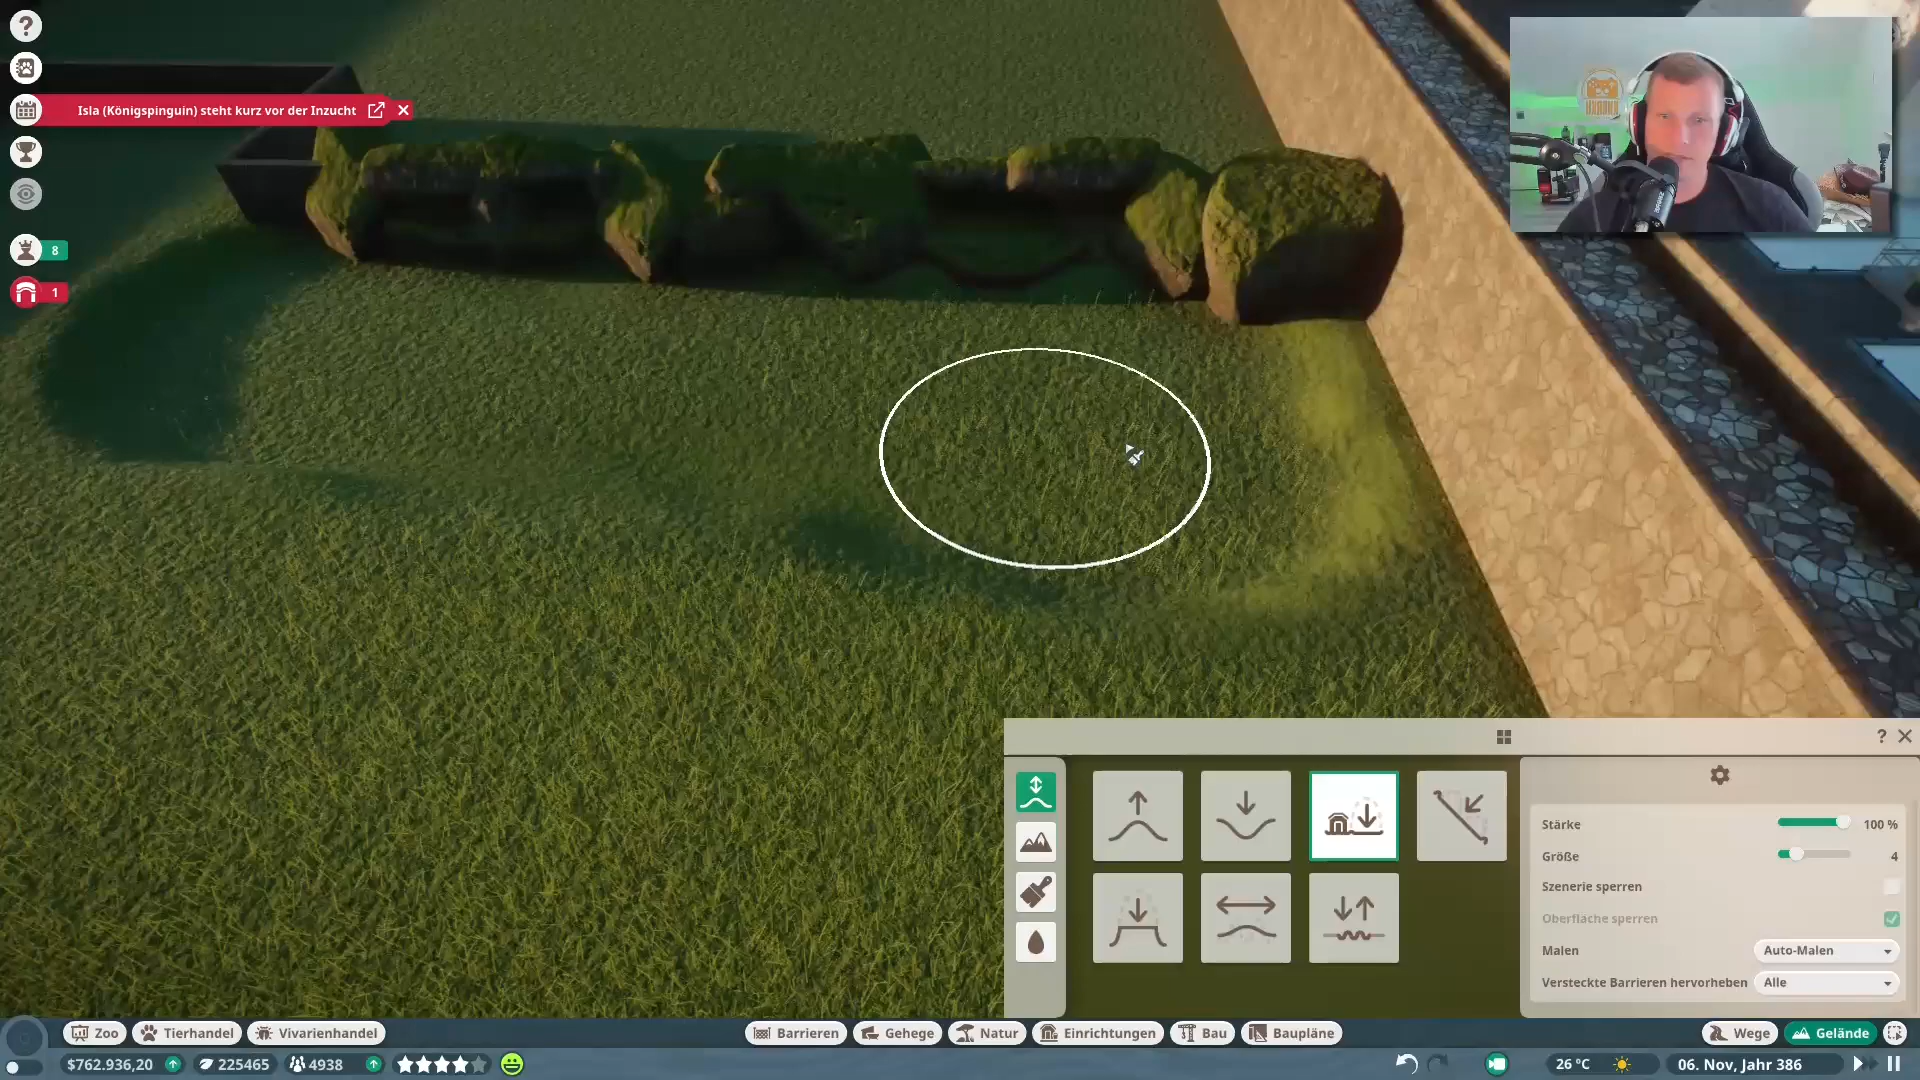 ?
Isla (Königspinguin) steht kurz vor der Inzucht
8
1
? 
Stärke 100 %
Größe 4
Szenerie sperren
Oberfläche sperren
Malen Auto-Malen
Versteckte Barrieren hervorheben Alle
Zoo Tierhandel Vivarienhandel Barrieren Gehege Natur Einrichtungen Bau Baupläne Wege Gelände
$762.936,20 225465 4938 26 °C 06. Nov, Jahr 386